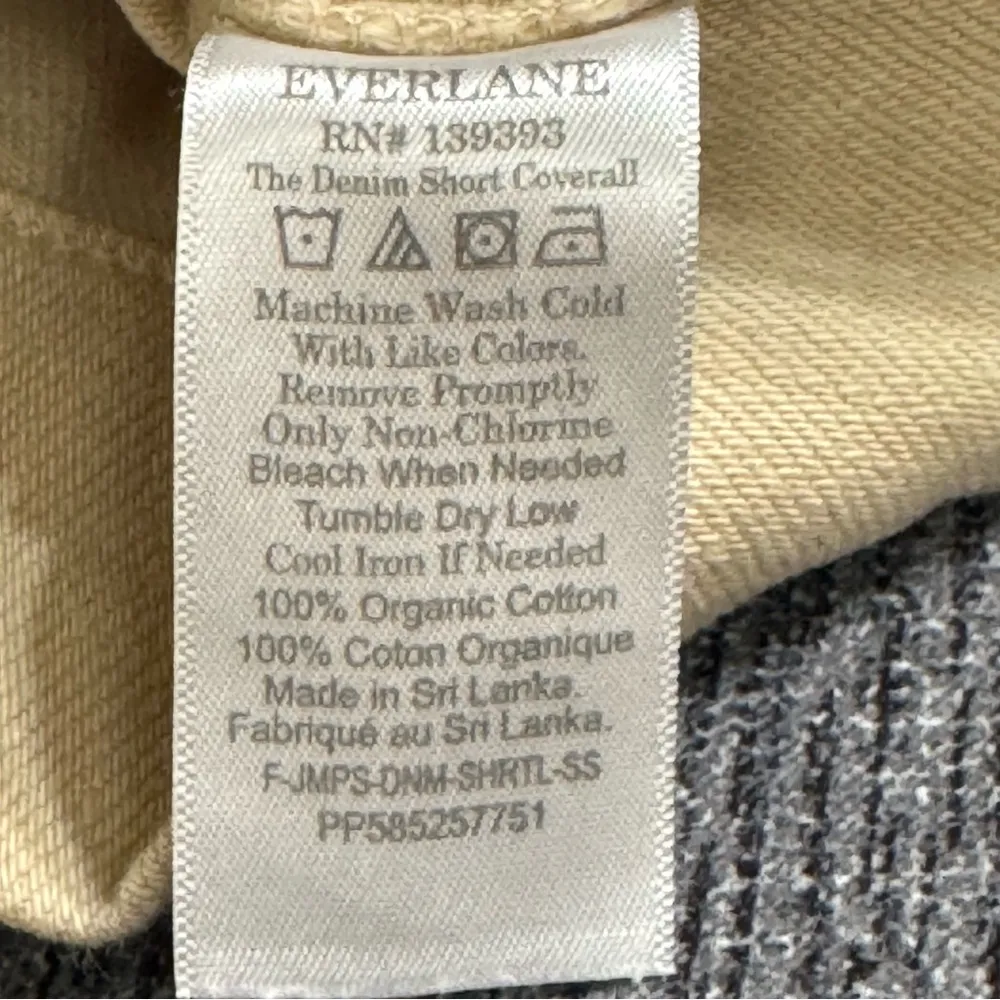 EVERLANE
RN# 139393
The Denim Short Coverall
Machine Wash Cold
With Like Colors.
Remove Promptly
Only Non-Chlorine
Bleach When Needed
Tumble Dry Low
Cool Iron If Needed
100% Organic Cotton
100% Coton Organique
Made in Sri Lanka.
Fabriqué au Sri Lanka.
F-JMPS-DNM-SHRTL-SS
PP585257751